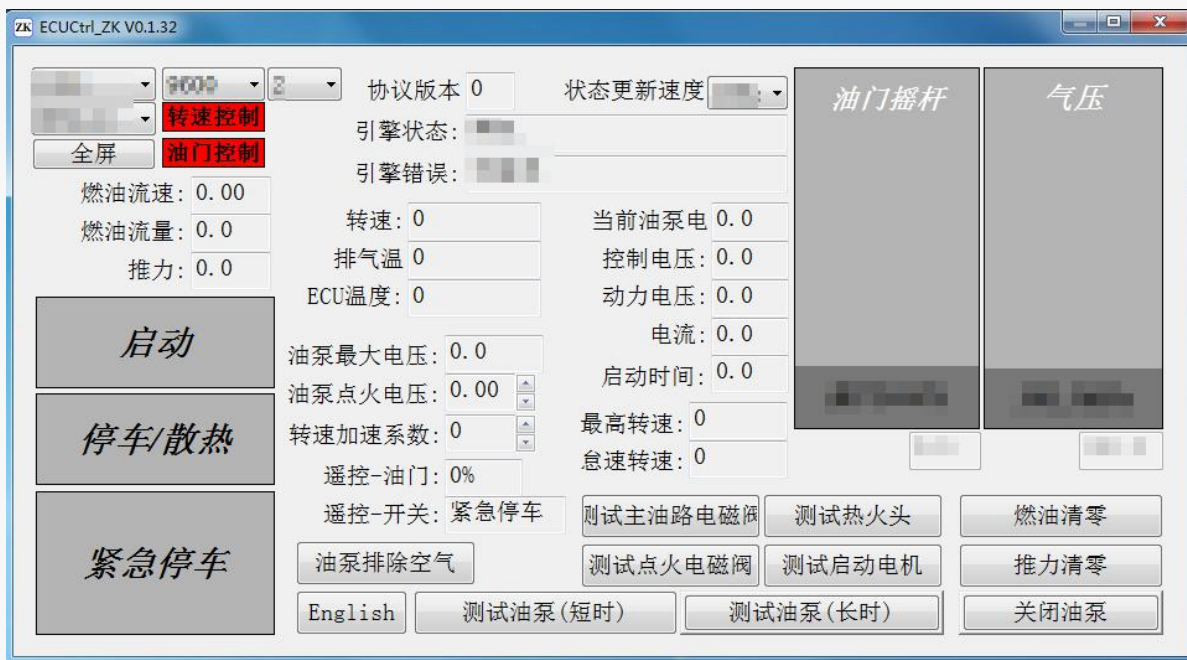 ZK ECUCtrl_ZK V0.1.32
9600 2 协议版本 0 状态更新速度
转速控制
全屏 油门控制
引擎状态:
引擎错误:
燃油流速: 0.00
燃油流量: 0.0
推力: 0.0
转速: 0
排气温 0
ECU温度: 0
当前油泵电 0.0
控制电压: 0.0
动力电压: 0.0
电流: 0.0
启动时间: 0.0
油泵最大电压: 0.0
油泵点火电压: 0.00
转速加速系数: 0
遥控-油门: 0%
遥控-开关: 紧急停车
最高转速: 0
怠速转速: 0
油门摇杆
气压
启动
停车/散热
紧急停车
测试主油路电磁阀 测试热火头 燃油清零
油泵排除空气 测试点火电磁阀 测试启动电机 推力清零
English 测试油泵(短时) 测试油泵(长时) 关闭油泵